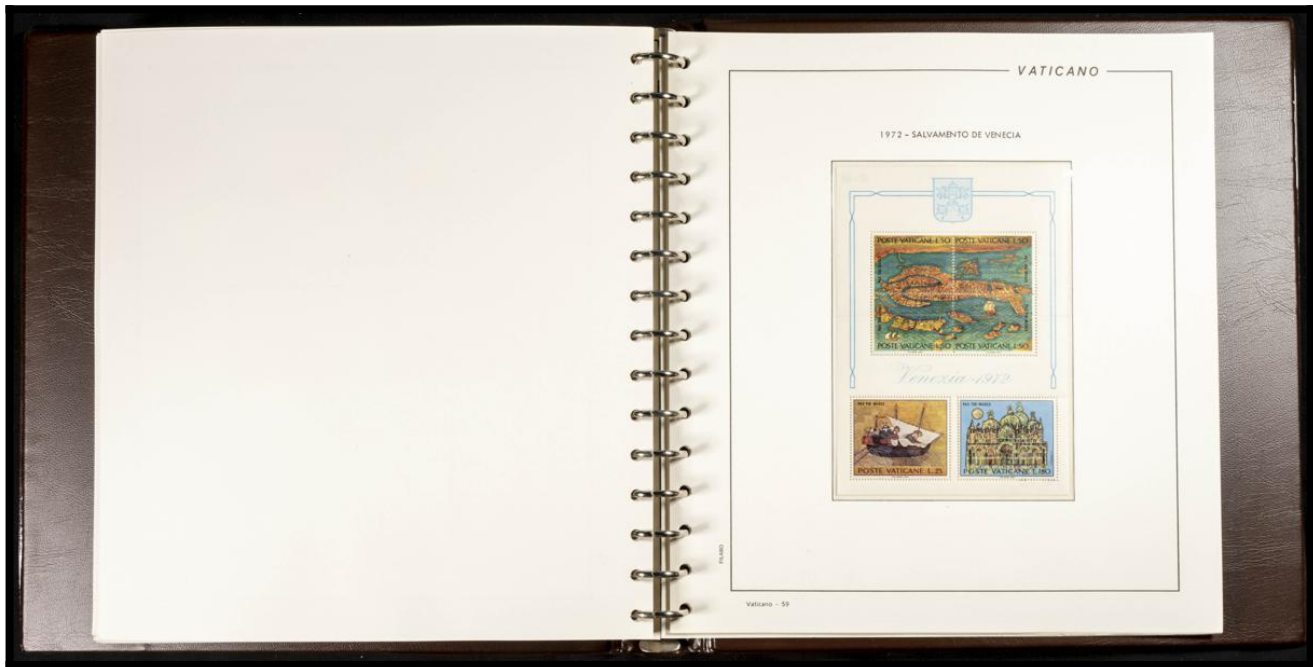 VATICANO
1972 – SALVAMENTO DE VENECIA
POSTE VATICANE L.50 POSTE VATICANE L.50
POSTE VATICANE L.50 POSTE VATICANE L.50
Venezia-1972
POSTE VATICANE L.25
POSTE VATICANE L.180
FILABO
Vaticano - 59